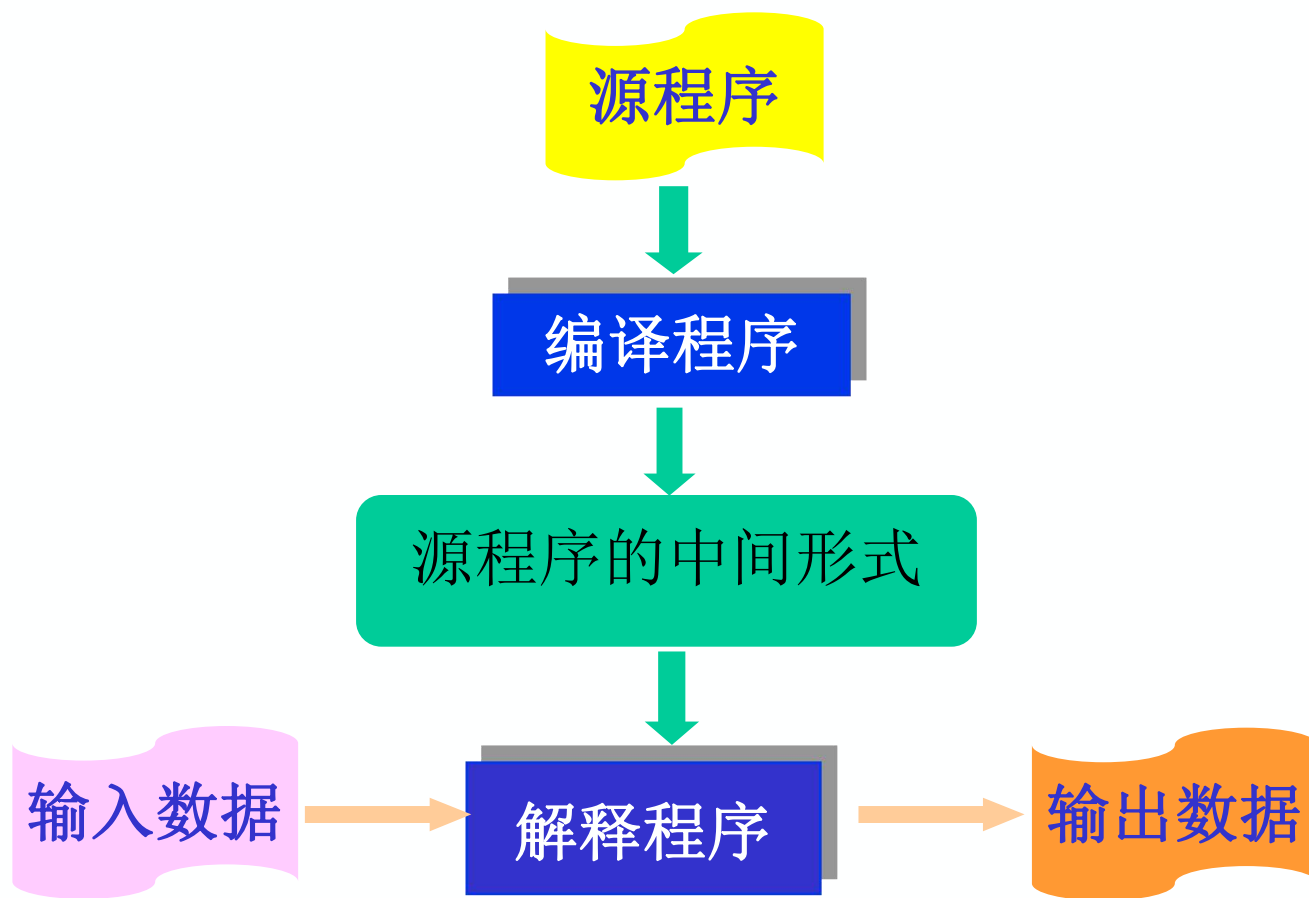 源程序
编译程序
源程序的中间形式
输入数据
解释程序
输出数据